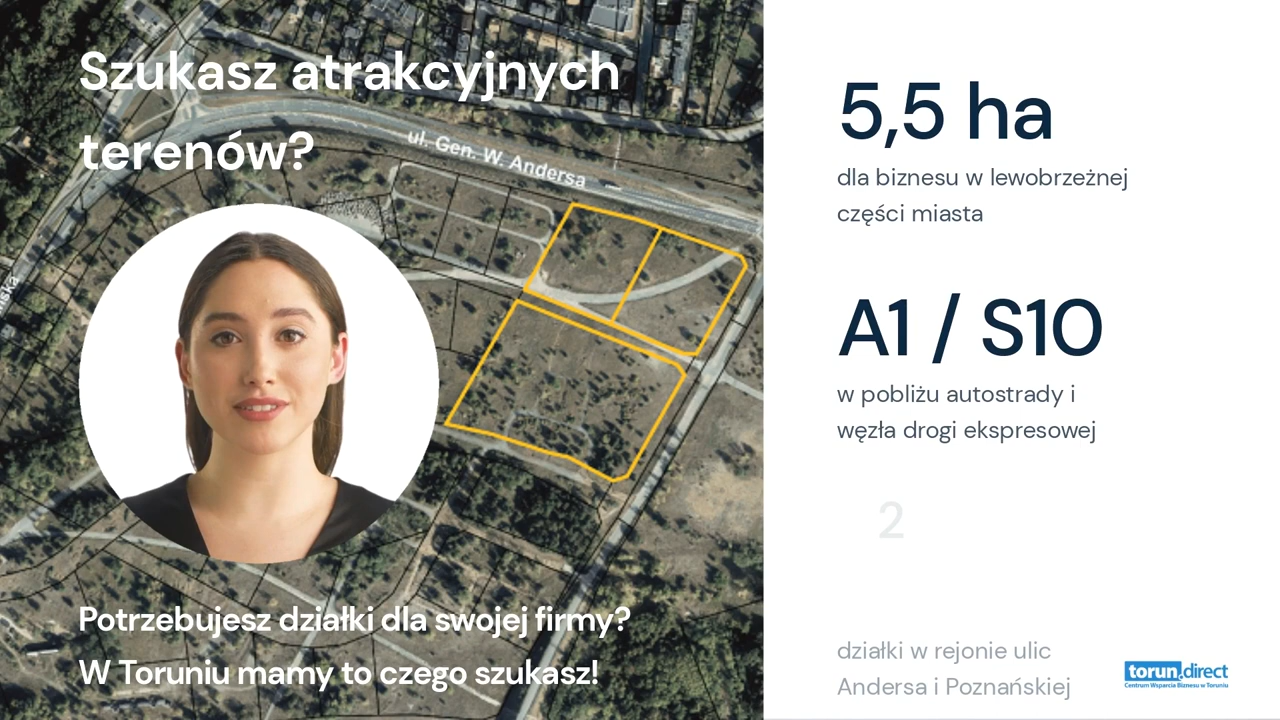 Szukasz atrakcyjnych
terenów?
ul. Gen. W. Andersa
Potrzebujesz działki dla swojej firmy?
W Toruniu mamy to czego szukasz!
5,5 ha
dla biznesu w lewobrzeżnej
części miasta
A1 / S10
w pobliżu autostrady i
węzła drogi ekspresowej
2
działki w rejonie ulic
Andersa i Poznańskiej
torun.direct
Centrum Wsparcia Biznesu w Toruniu